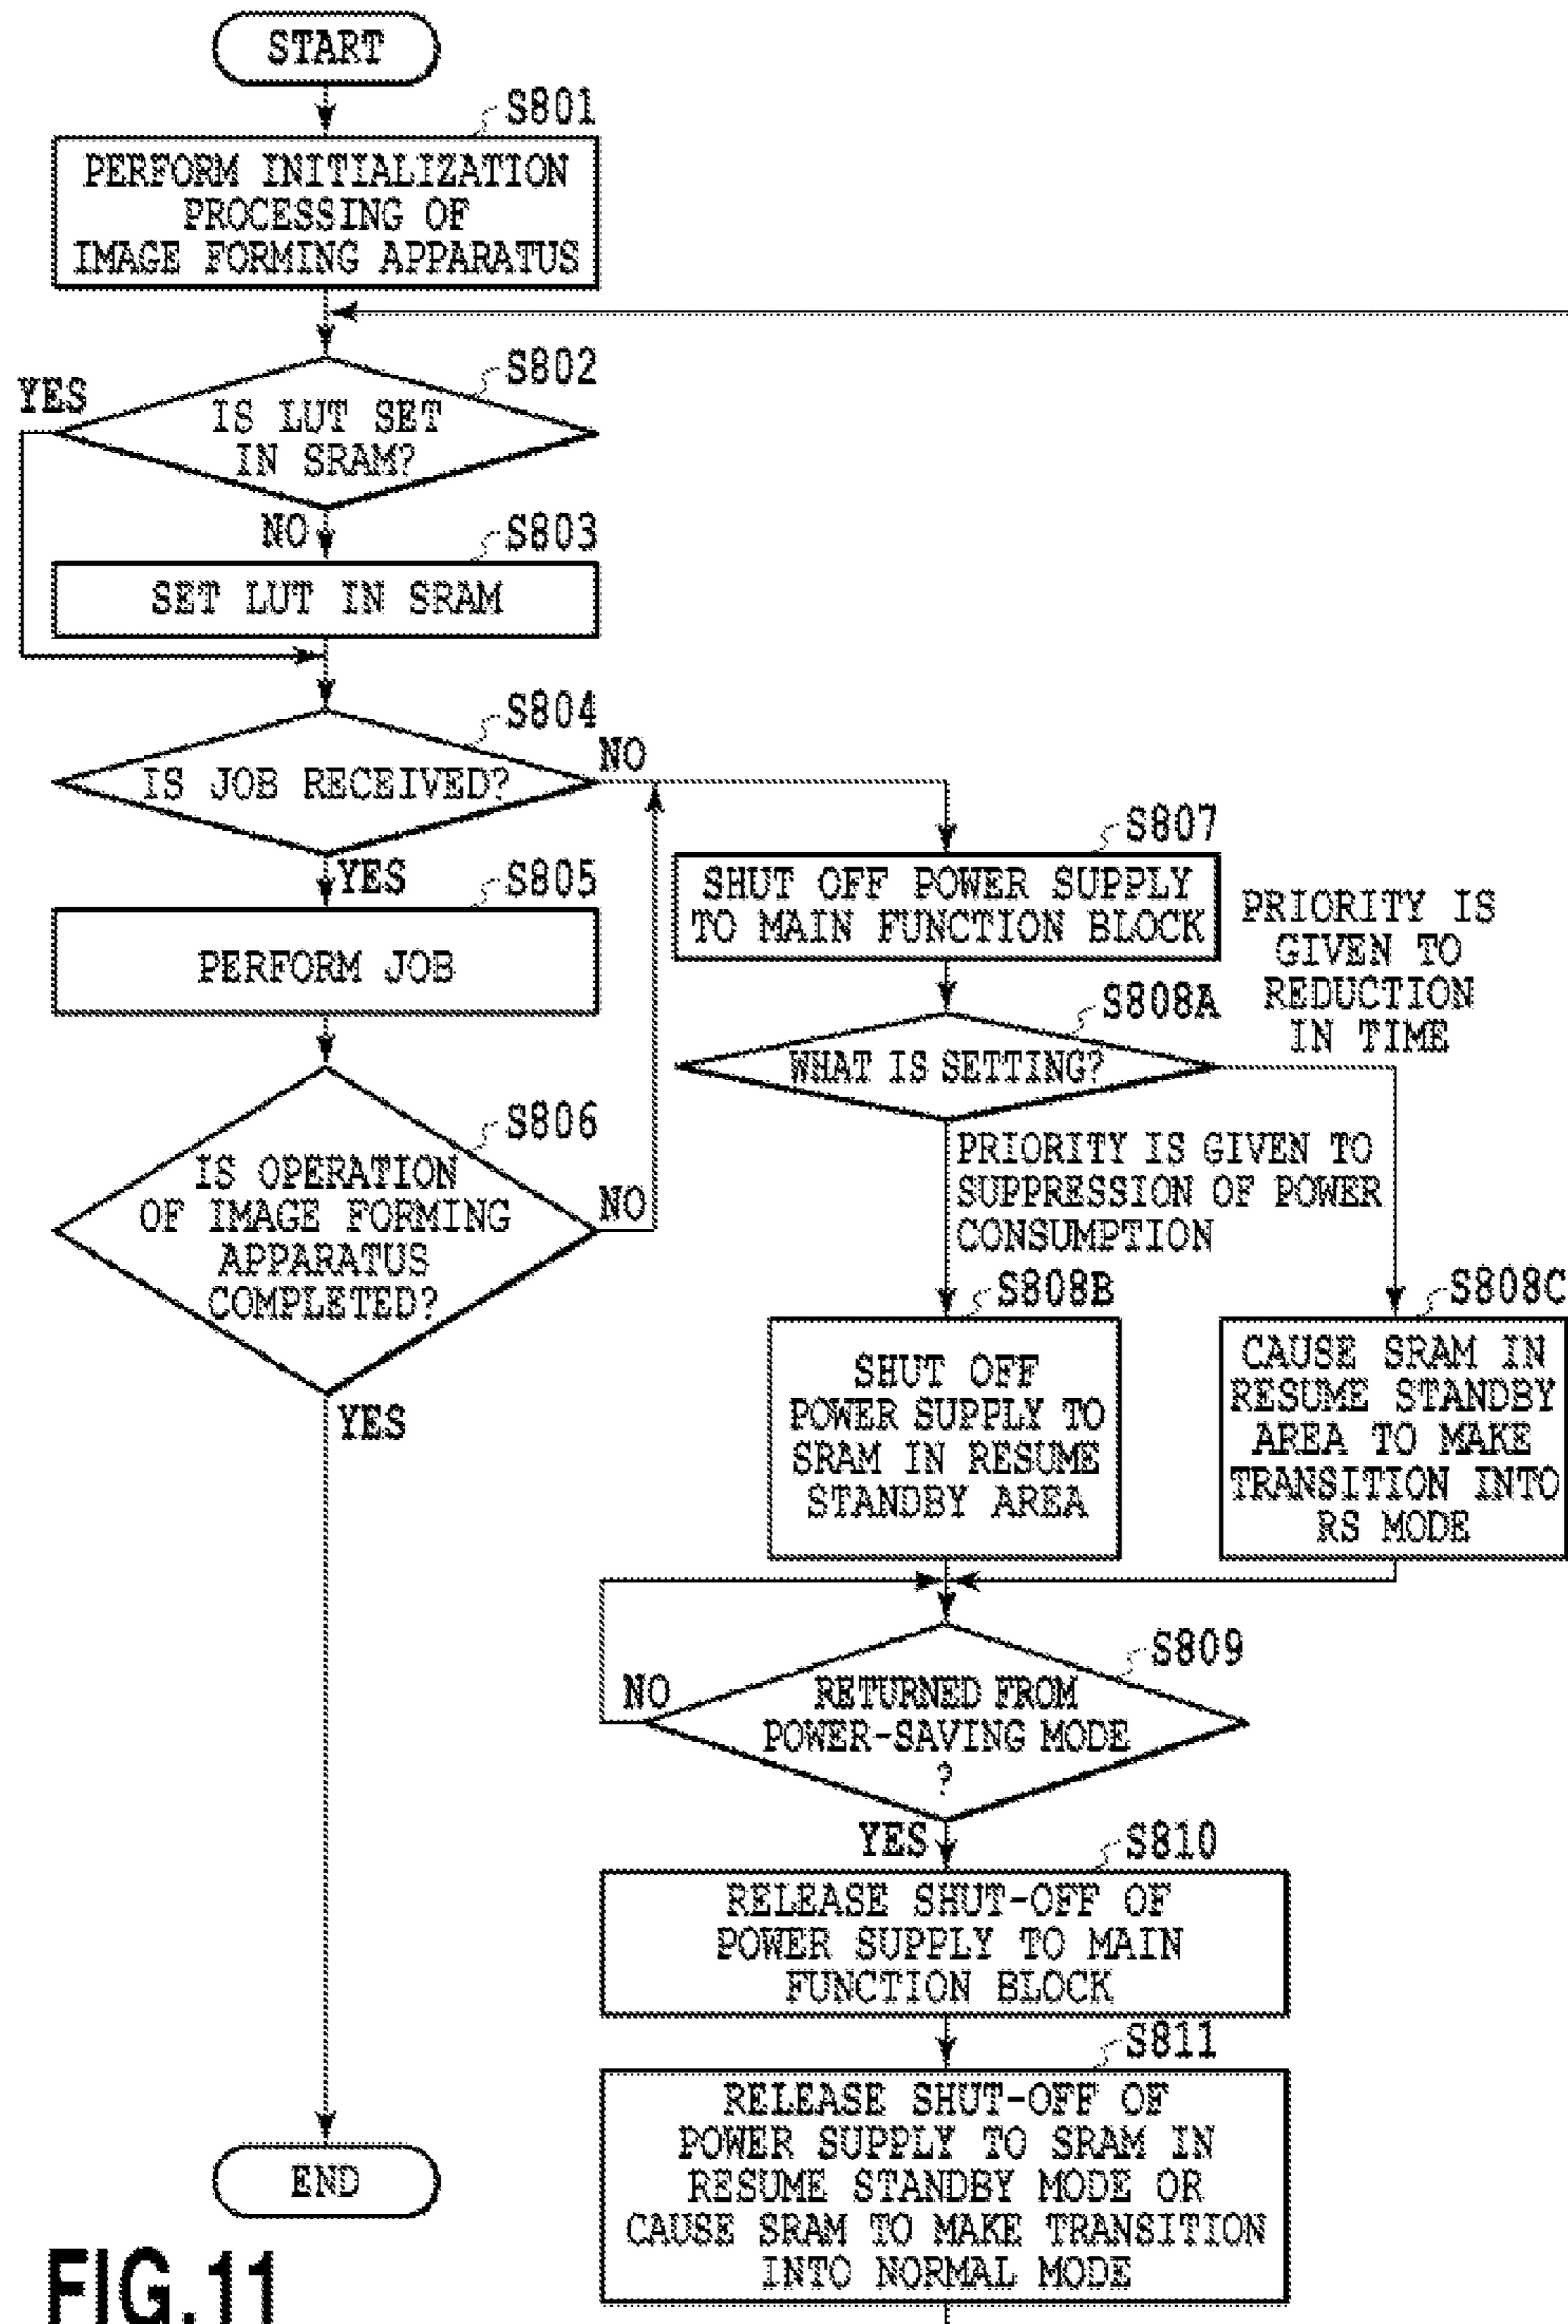 START
S801
PERFORM INITIALIZATION
PROCESSING OF
IMAGE FORMING APPARATUS
S802
YES
IS LUT SET
IN SRAM?
NO
S803
SET LUT IN SRAM
S804
NO
IS JOB RECEIVED?
YES
S805
PERFORM JOB
S806
IS OPERATION
OF IMAGE FORMING
APPARATUS
COMPLETED?
NO
YES
END
S807
SHUT OFF POWER SUPPLY
TO MAIN FUNCTION BLOCK
S808A
WHAT IS SETTING?
PRIORITY IS
GIVEN TO
REDUCTION
IN TIME
PRIORITY IS GIVEN TO
SUPPRESSION OF POWER
CONSUMPTION
S808B
SHUT OFF
POWER SUPPLY TO
SRAM IN RESUME
STANDBY AREA
S808C
CAUSE SRAM IN
RESUME STANDBY
AREA TO MAKE
TRANSITION INTO
RS MODE
S809
NO
RETURNED FROM
POWER-SAVING MODE
?
YES
S810
RELEASE SHUT-OFF OF
POWER SUPPLY TO MAIN
FUNCTION BLOCK
S811
RELEASE SHUT-OFF OF
POWER SUPPLY TO SRAM IN
RESUME STANDBY MODE OR
CAUSE SRAM TO MAKE TRANSITION
INTO NORMAL MODE
FIG.11